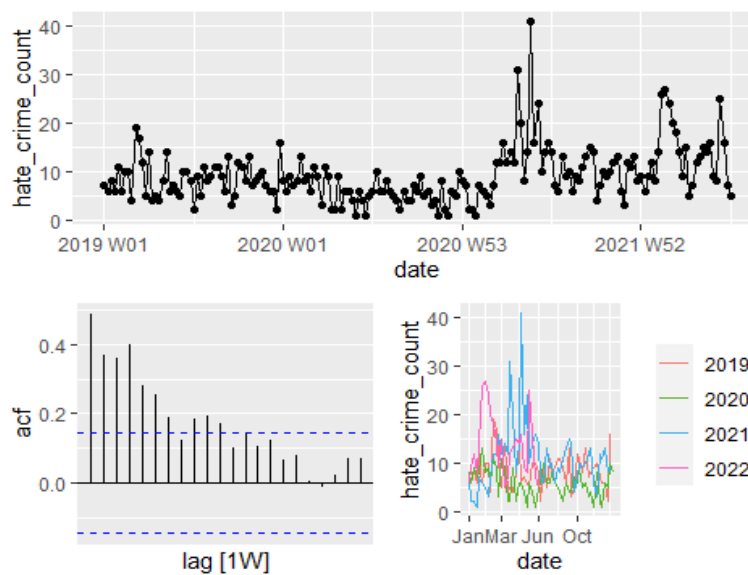 hate_crime_count
40
30
20
10
0
2019 W01 2020 W01 2020 W53 2021 W52
date
acf
0.4
0.2
0.0
lag [1W]
hate_crime_count
40
30
20
10
0
JanMar Jun Oct
date
2019
2020
2021
2022